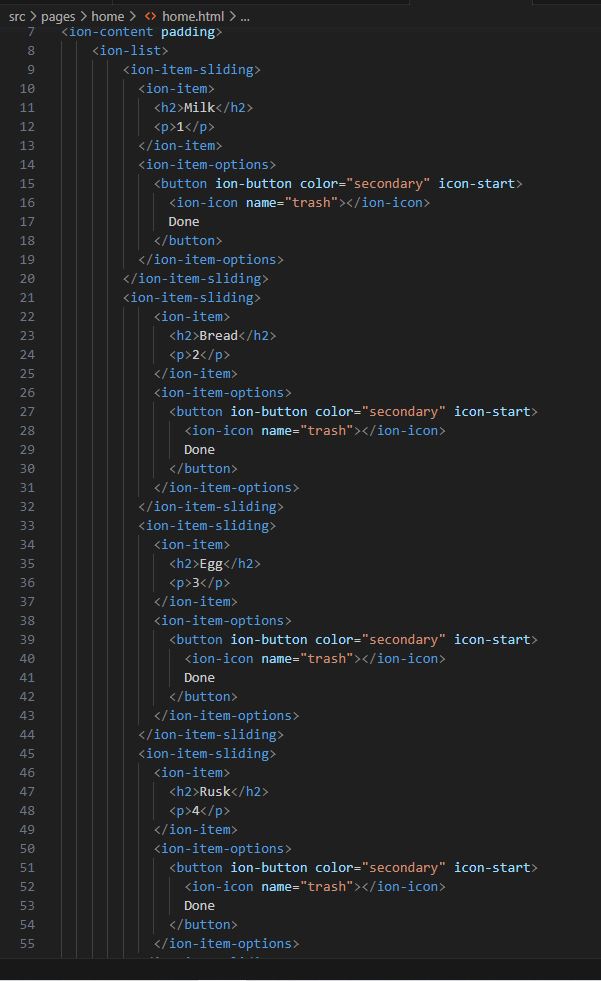 src > pages > home > <> home.html > ...
7 <ion-content padding>
8 <ion-list>
9 <ion-item-sliding>
10 <ion-item>
11 <h2>Milk</h2>
12 <p>1</p>
13 </ion-item>
14 <ion-item-options>
15 <button ion-button color="secondary" icon-start>
16 <ion-icon name="trash"></ion-icon>
17 Done
18 </button>
19 </ion-item-options>
20 </ion-item-sliding>
21 <ion-item-sliding>
22 <ion-item>
23 <h2>Bread</h2>
24 <p>2</p>
25 </ion-item>
26 <ion-item-options>
27 <button ion-button color="secondary" icon-start>
28 <ion-icon name="trash"></ion-icon>
29 Done
30 </button>
31 </ion-item-options>
32 </ion-item-sliding>
33 <ion-item-sliding>
34 <ion-item>
35 <h2>Egg</h2>
36 <p>3</p>
37 </ion-item>
38 <ion-item-options>
39 <button ion-button color="secondary" icon-start>
40 <ion-icon name="trash"></ion-icon>
41 Done
42 </button>
43 </ion-item-options>
44 </ion-item-sliding>
45 <ion-item-sliding>
46 <ion-item>
47 <h2>Rusk</h2>
48 <p>4</p>
49 </ion-item>
50 <ion-item-options>
51 <button ion-button color="secondary" icon-start>
52 <ion-icon name="trash"></ion-icon>
53 Done
54 </button>
55 </ion-item-options>